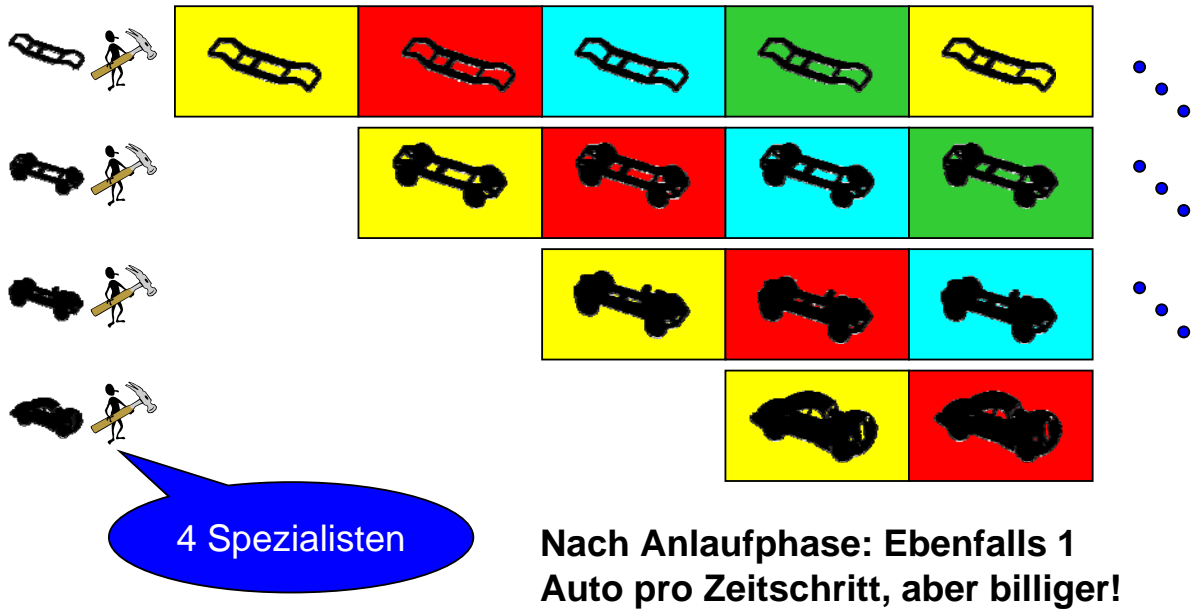 4 Spezialisten
Nach Anlaufphase: Ebenfalls 1
Auto pro Zeitschritt, aber billiger!